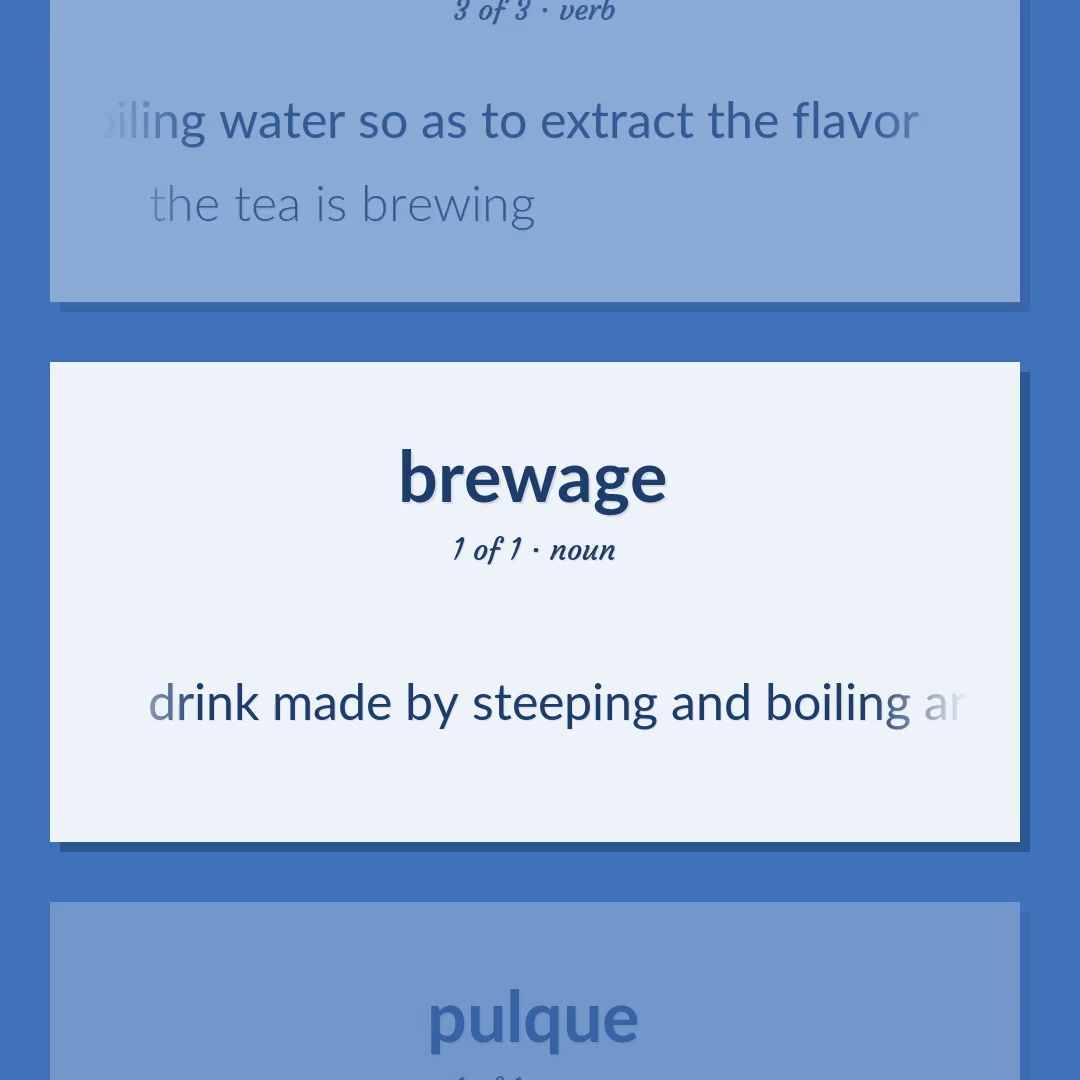 3 of 3 · verb
iling water so as to extract the flavor
the tea is brewing
brewage
1 of 1 · noun
drink made by steeping and boiling
pulque